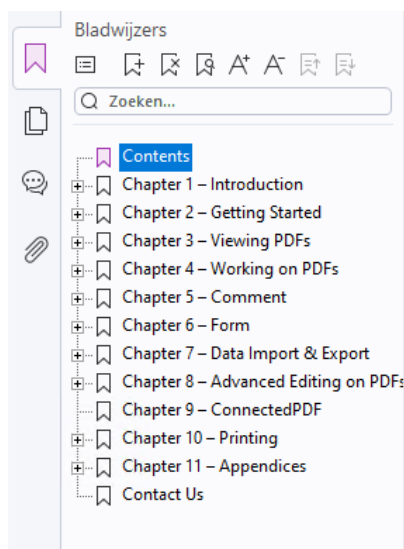 Bladwijzers
Zoeken...
Contents
Chapter 1 – Introduction
Chapter 2 – Getting Started
Chapter 3 – Viewing PDFs
Chapter 4 – Working on PDFs
Chapter 5 – Comment
Chapter 6 – Form
Chapter 7 – Data Import & Export
Chapter 8 – Advanced Editing on PDFs
Chapter 9 – ConnectedPDF
Chapter 10 – Printing
Chapter 11 – Appendices
Contact Us